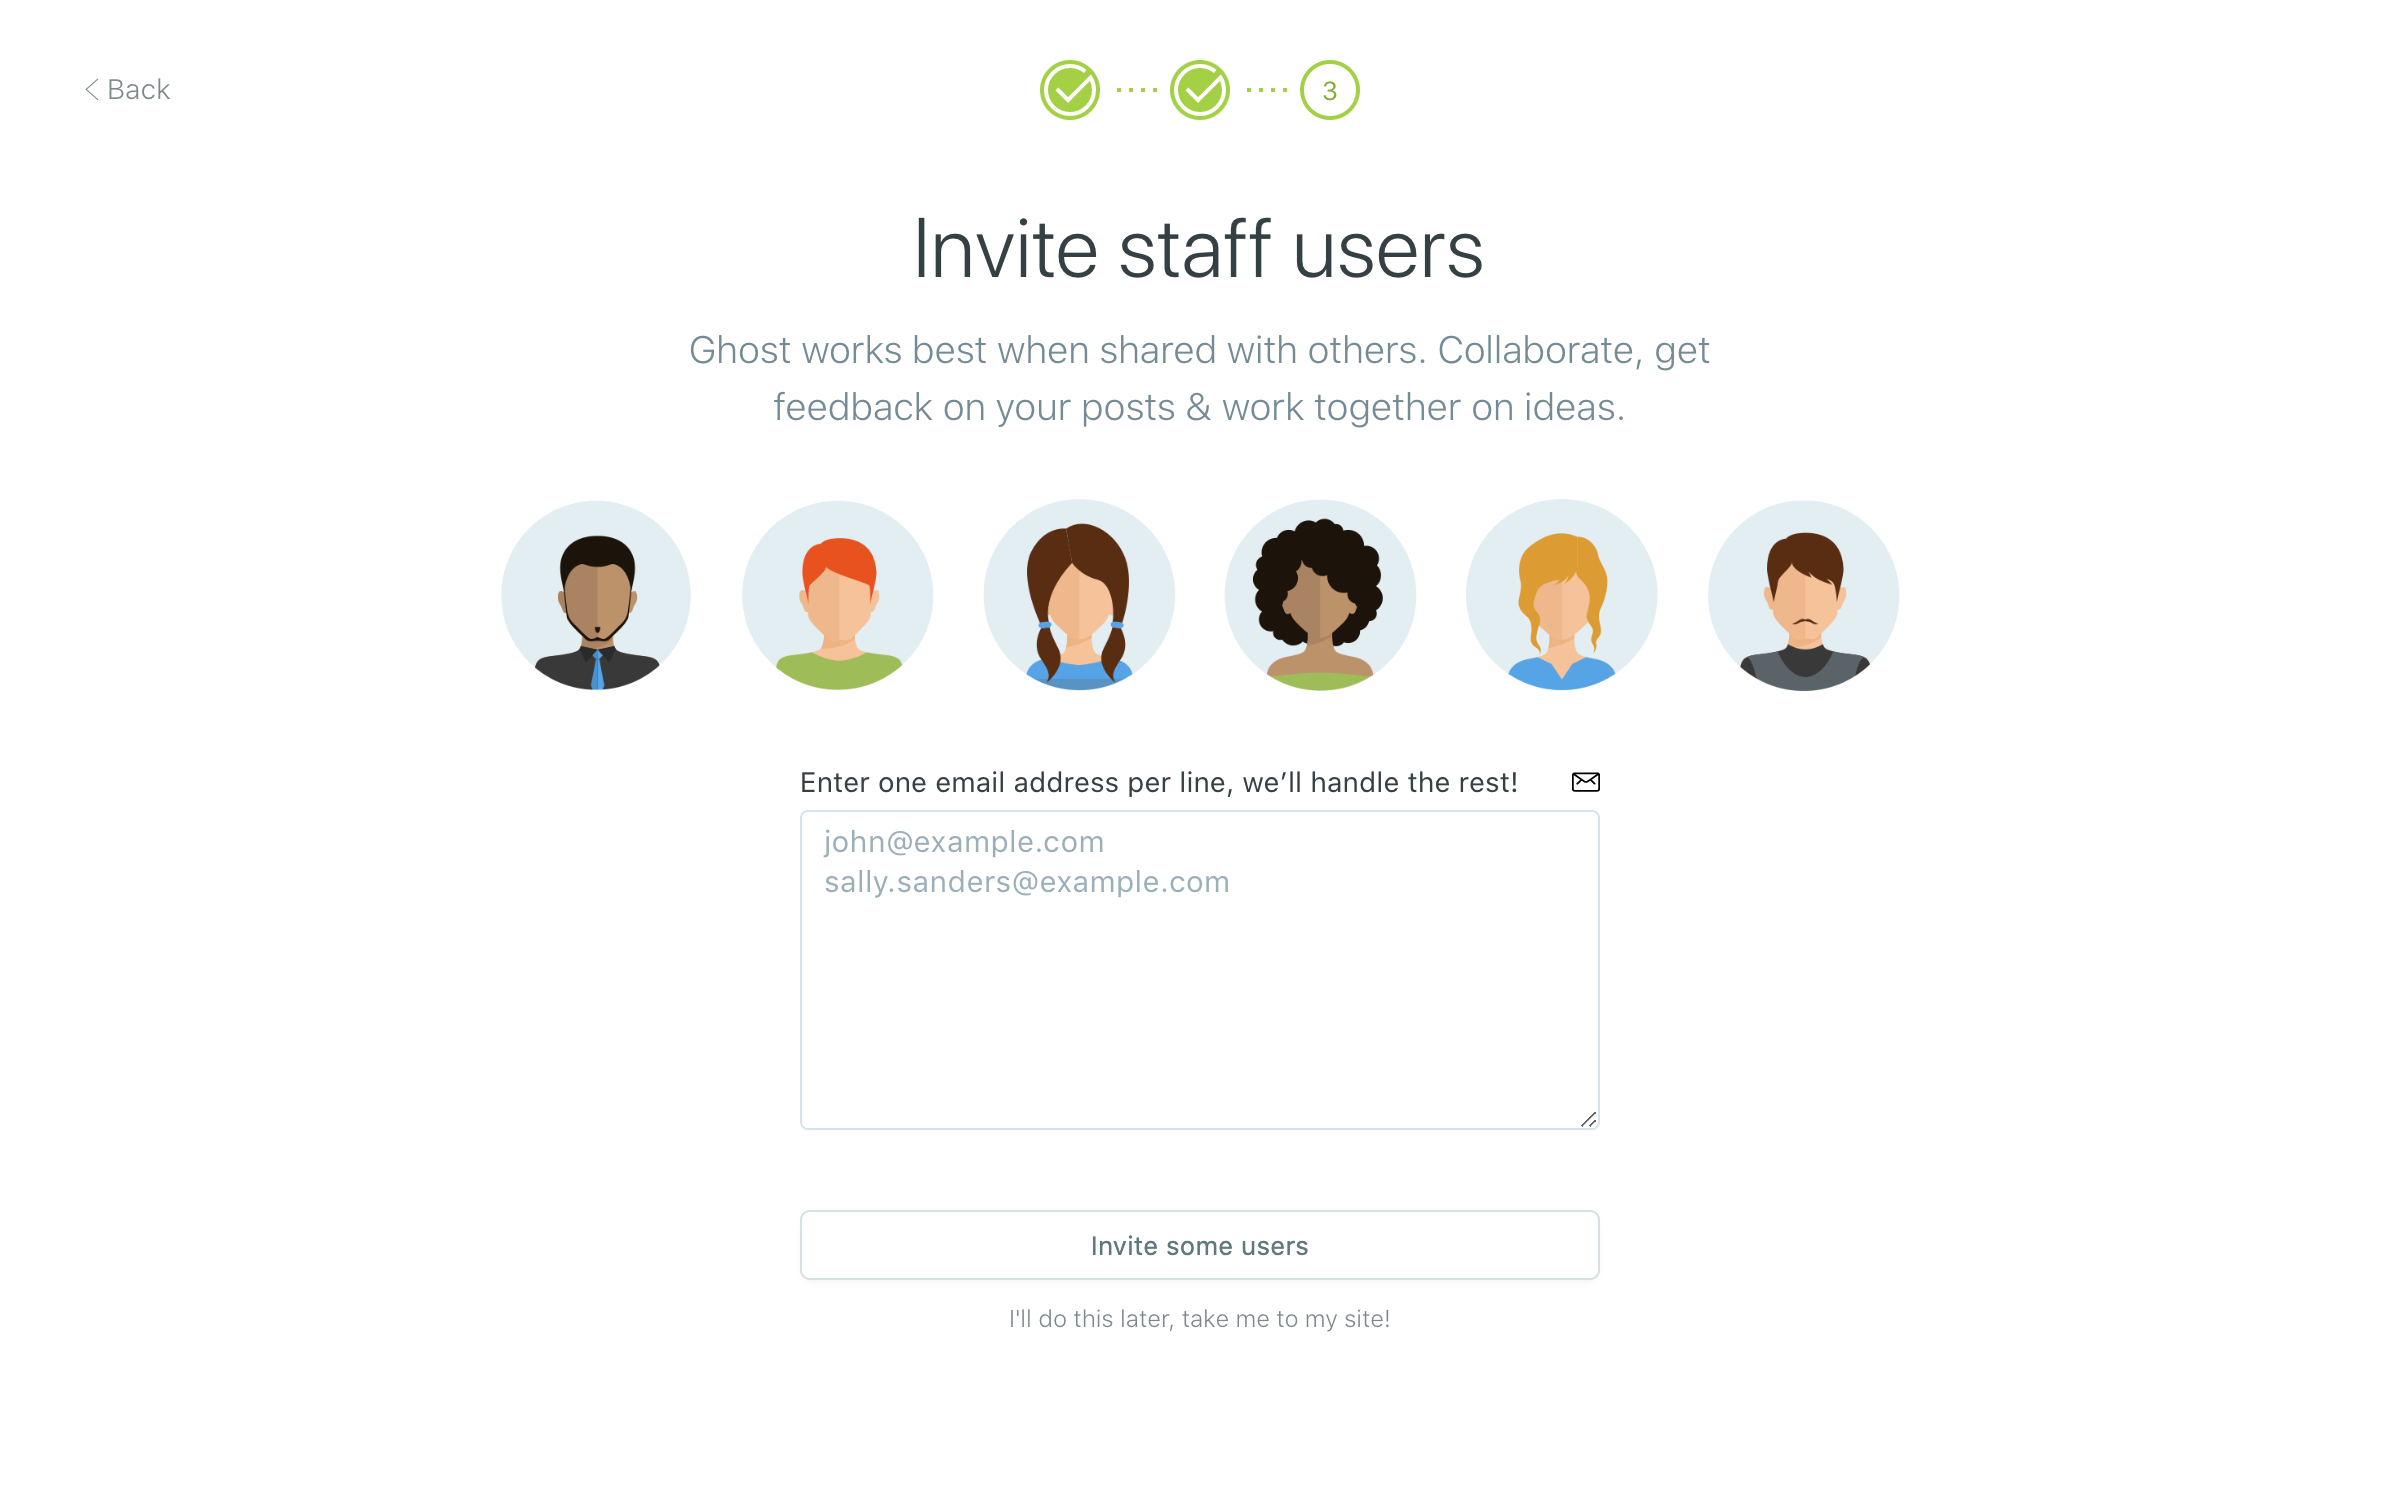 Back
3
Invite staff users
Ghost works best when shared with others. Collaborate, get
feedback on your posts & work together on ideas.
Enter one email address per line, we’ll handle the rest!
john@example.com
sally.sanders@example.com
Invite some users
I'll do this later, take me to my site!